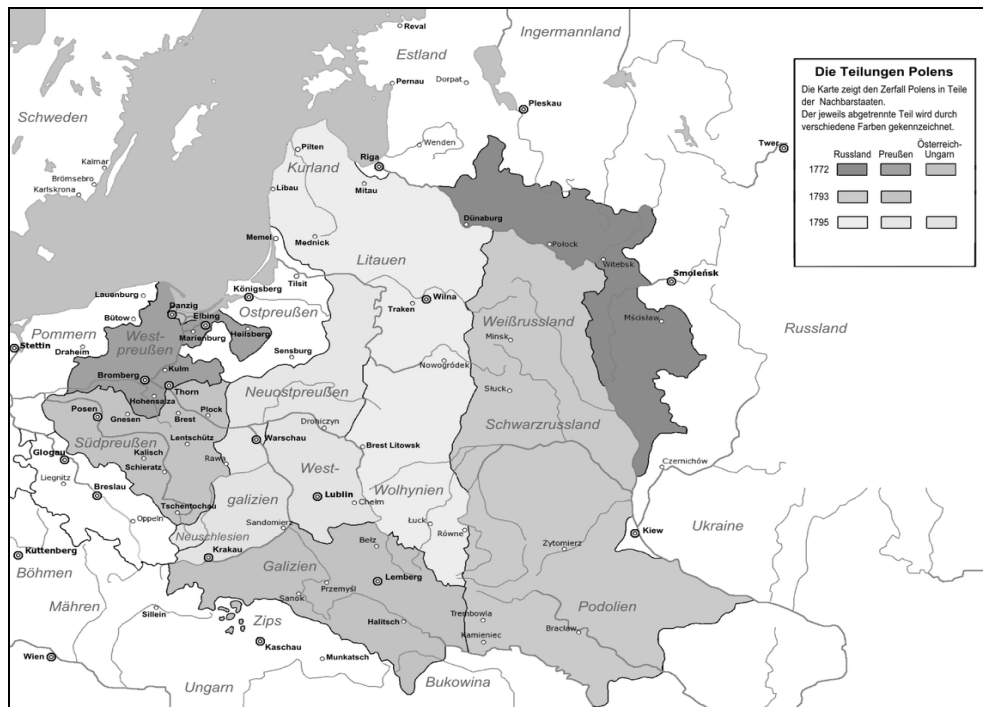 Reval
Ingermannland
Estland
Pernau
Dorpat
Pleskau
Schweden
Kalmar
Brömsebro
Karlskrona
Pilten
Wenden
Riga
Kurland
Twer
Libau
Mitau
Dünaburg
Memel
Mednick
Połock
Litauen
Witebsk
Tilsit
Smoleńsk
Königsberg
Lauenburg
Danzig
Wilna
Traken
Ostpreußen
Bütow
Elbing
Marienburg
Heilsberg
Weißrussland
Mścisław
Russland
Pommern
West-
preußen
Stettin
Draheim
Minsk
Sensburg
Kulm
Nowogródek
Bromberg
Thorn
Neuostpreußen
Słuck
Hohensalza
Posen
Gnesen
Brest
Plock
Drohiczyn
Schwarzrussland
Südpreußen
Lentschütz
Warschau
Brest Litowsk
Glogau
Kalisch
Rawa
Schieratz
West-
Czernichów
Liegnitz
Breslau
galizien
Lublin
Chelm
Wolhynien
Tschentochau
Oppeln
Sandomierz
Łuck
Równe
Ukraine
Neuschlesien
Kiew
Belz
Żytomierz
Kuttenberg
Krakau
Böhmen
Galizien
Lemberg
Przemyśl
Sanok
Mähren
Sillein
Zips
Halitsch
Trembowla
Podolien
Bracław
Kaschau
Kamieniec
Wien
Munkatsch
Ungarn
Bukowina
Die Teilungen Polens
Die Karte zeigt den Zerfall Polens in Teile
der Nachbarstaaten.
Der jeweils abgetrennte Teil wird durch
verschiedene Farben gekennzeichnet.
Russland Preußen Österreich-
Ungarn
1772
1793
1795